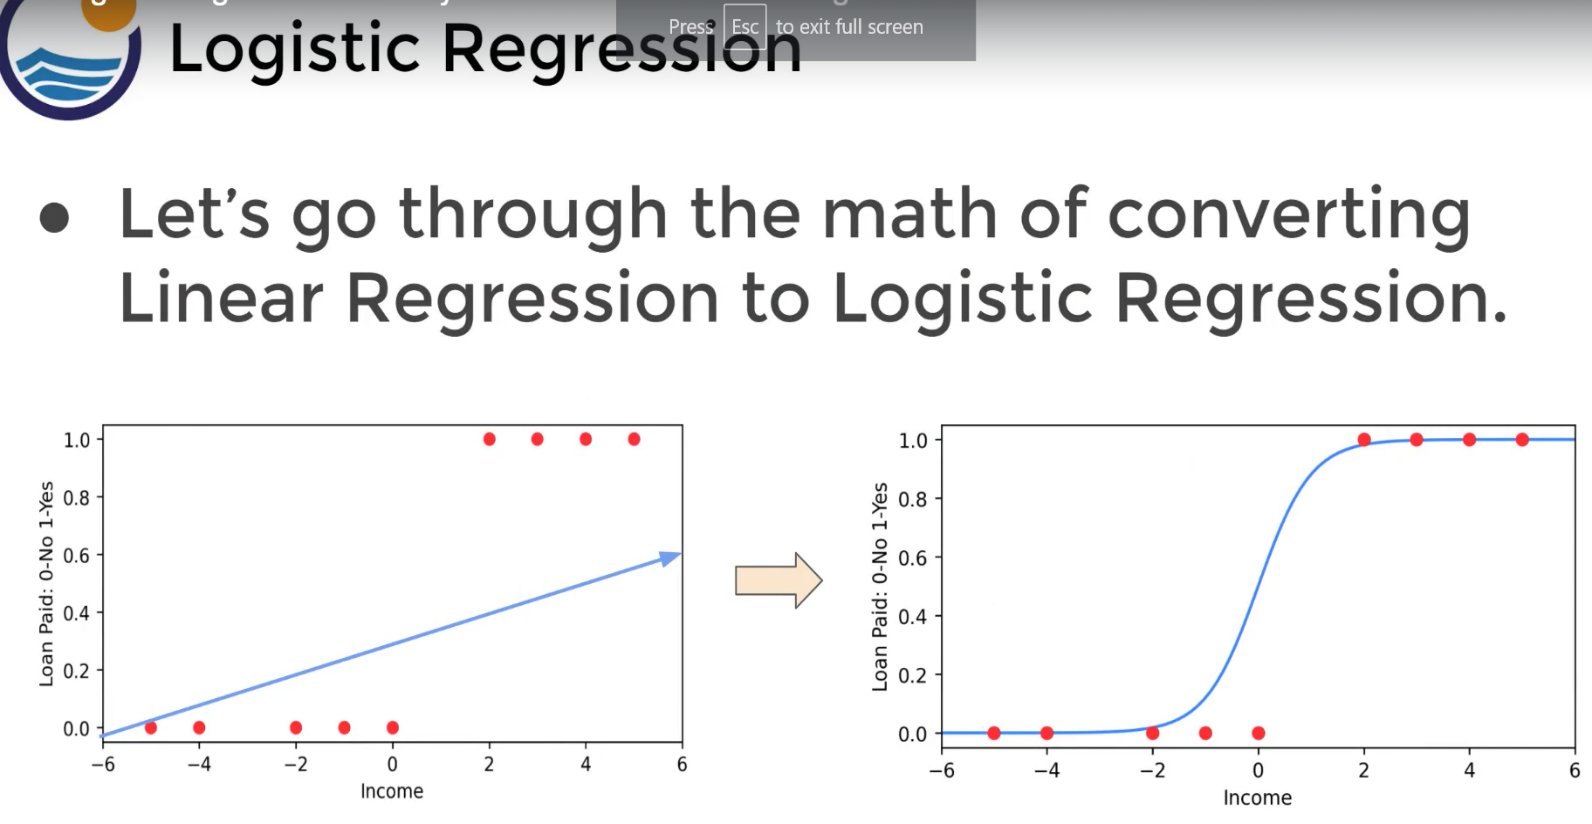 Press Esc to exit full screen
Logistic Regression
● Let's go through the math of converting
Linear Regression to Logistic Regression.
Loan Paid: 0-No 1-Yes
1.0
0.8
0.6
0.4
0.2
0.0
−6 −4 −2 0 2 4 6
Income
Loan Paid: 0-No 1-Yes
1.0
0.8
0.6
0.4
0.2
0.0
−6 −4 −2 0 2 4 6
Income